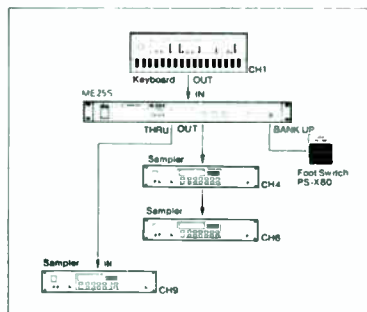 CH1
Keyboard OUT
ME25S IN
THRU OUT BANK UP
Sampler
CH4
Foot Switch
PS-X80
Sampler
CH6
Sampler IN
CH9